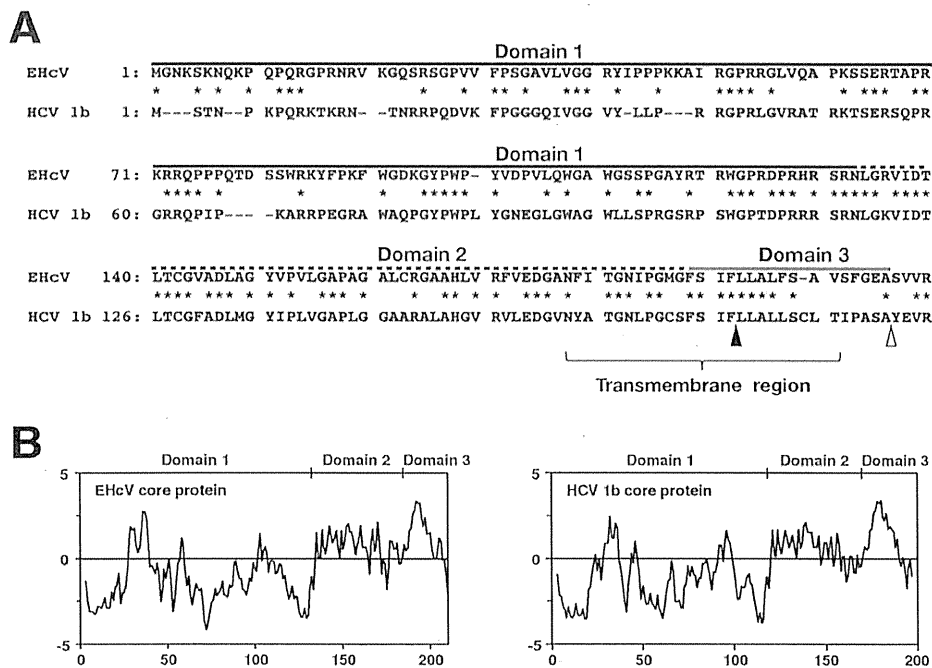 A
Domain 1
EHcV 1: MGNKSKNQKP QPQRGPRNRV KGQSRSGPVV FPSGAVLVGG RYIPPPKKAI RGPRRGLVQA PKSSERTAPR
* * * * *** * * ** * *** * * **** * * * * **
HCV 1b 1: M---STN--P KPQRKTKRN- -TNRRPQDVK FPGGGQIVGG VY-LLP---R RGPRLGVRAT RKTSERSQPR
Domain 1
EHcV 71: KRRQPPPQTD SSWRKYFPKF WGDKGYPWP- YVDPVLQWGA WGSSPGAYRT RWGPRDPRHR SRNLGRVIDT
**** * * * ***** * * * * ** * * *** *** * **** ****
HCV 1b 60: GRRQPIP--- -KARRPEGRA WAQPGYPWPL YGNEGLGWAG WLLSPRGSRP SWGPTDPRRR SRNLGKVIDT
Domain 2 Domain 3
EHcV 140: LTCGVADLAG YVPVLGAPAG ALCRGAAHLV RFVEDGANFI TGNIPGMGFS IFLLALFS-A VSFGEASVVR
HCV 1b 126: LTCGFADLMG YIPLVGAPLG GAARALAHGV RVLEDGVNYA TGNLPGCSFS IFLLALLSCL TIPASAYEVR
Transmembrane region
B
Domain 1 Domain 2 Domain 3
5
EHcV core protein
0
-5
0 50 100 150 200
Domain 1 Domain 2 Domain 3
5
HCV 1b core protein
0
-5
0 50 100 150 200